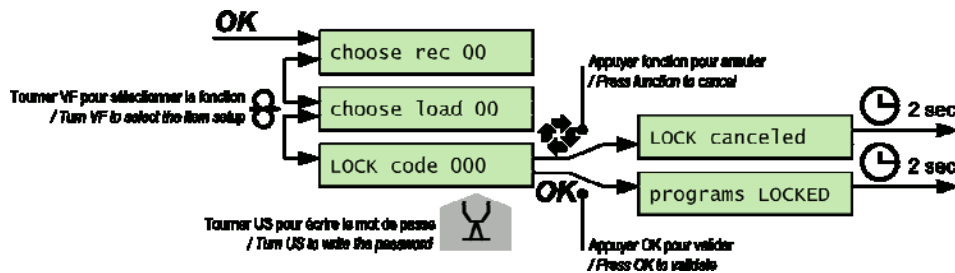 OK
choose rec 00
Appuyer fonction pour annuler
/ Press function to cancel
Tourner VF pour sélectionner la fonction
/ Turn VF to select the item setup
choose load 00
2 sec
LOCK canceled
LOCK code 000
2 sec
OK
programs LOCKED
Tourner US pour écrire le mot de passe
/ Turn US to write the password
Appuyer OK pour valider
/ Press OK to validate